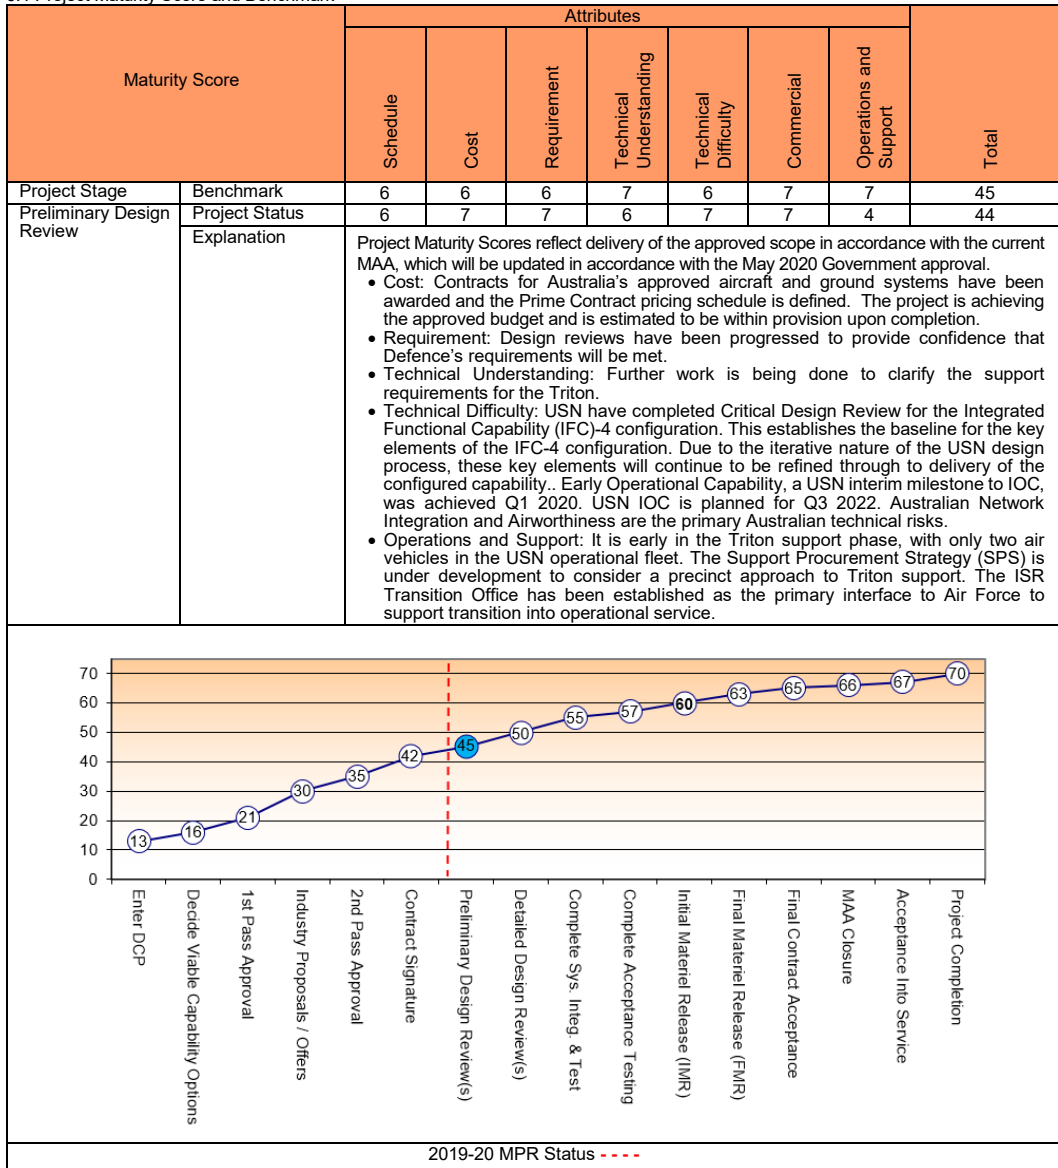 Maturity Score
Attributes
Schedule
Cost
Requirement
Technical
Understanding
Technical
Difficulty
Commercial
Operations and
Support
Total
Project Stage Benchmark 6 6 6 7 6 7 7 45
Preliminary Design
Review
Project Status 6 7 7 6 7 7 4 44
Explanation
Project Maturity Scores reflect delivery of the approved scope in accordance with the current
MAA, which will be updated in accordance with the May 2020 Government approval.
• Cost: Contracts for Australia's approved aircraft and ground systems have been
awarded and the Prime Contract pricing schedule is defined. The project is achieving
the approved budget and is estimated to be within provision upon completion.
• Requirement: Design reviews have been progressed to provide confidence that
Defence's requirements will be met.
• Technical Understanding: Further work is being done to clarify the support
requirements for the Triton.
• Technical Difficulty: USN have completed Critical Design Review for the Integrated
Functional Capability (IFC)-4 configuration. This establishes the baseline for the key
elements of the IFC-4 configuration. Due to the iterative nature of the USN design
process, these key elements will continue to be refined through to delivery of the
configured capability.. Early Operational Capability, a USN interim milestone to IOC,
was achieved Q1 2020. USN IOC is planned for Q3 2022. Australian Network
Integration and Airworthiness are the primary Australian technical risks.
• Operations and Support: It is early in the Triton support phase, with only two air
vehicles in the USN operational fleet. The Support Procurement Strategy (SPS) is
under development to consider a precinct approach to Triton support. The ISR
Transition Office has been established as the primary interface to Air Force to
support transition into operational service.
70
60
50
40
30
20
10
0
13
16
21
30
35
42
45
50
55
57
60
63
65
66
67
70
Enter DCP
Decide Viable Capability Options
1st Pass Approval
Industry Proposals / Offers
2nd Pass Approval
Contract Signature
Preliminary Design Review(s)
Detailed Design Review(s)
Complete Sys. Integ. & Test
Complete Acceptance Testing
Initial Materiel Release (IMR)
Final Materiel Release (FMR)
Final Contract Acceptance
MAA Closure
Acceptance Into Service
Project Completion
2019-20 MPR Status - - - -